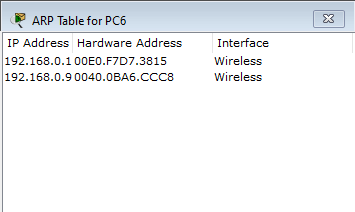 ARP Table for PC6
IP Address Hardware Address Interface
192.168.0.1 00E0.F7D7.3815 Wireless
192.168.0.9 0040.0BA6.CCC8 Wireless